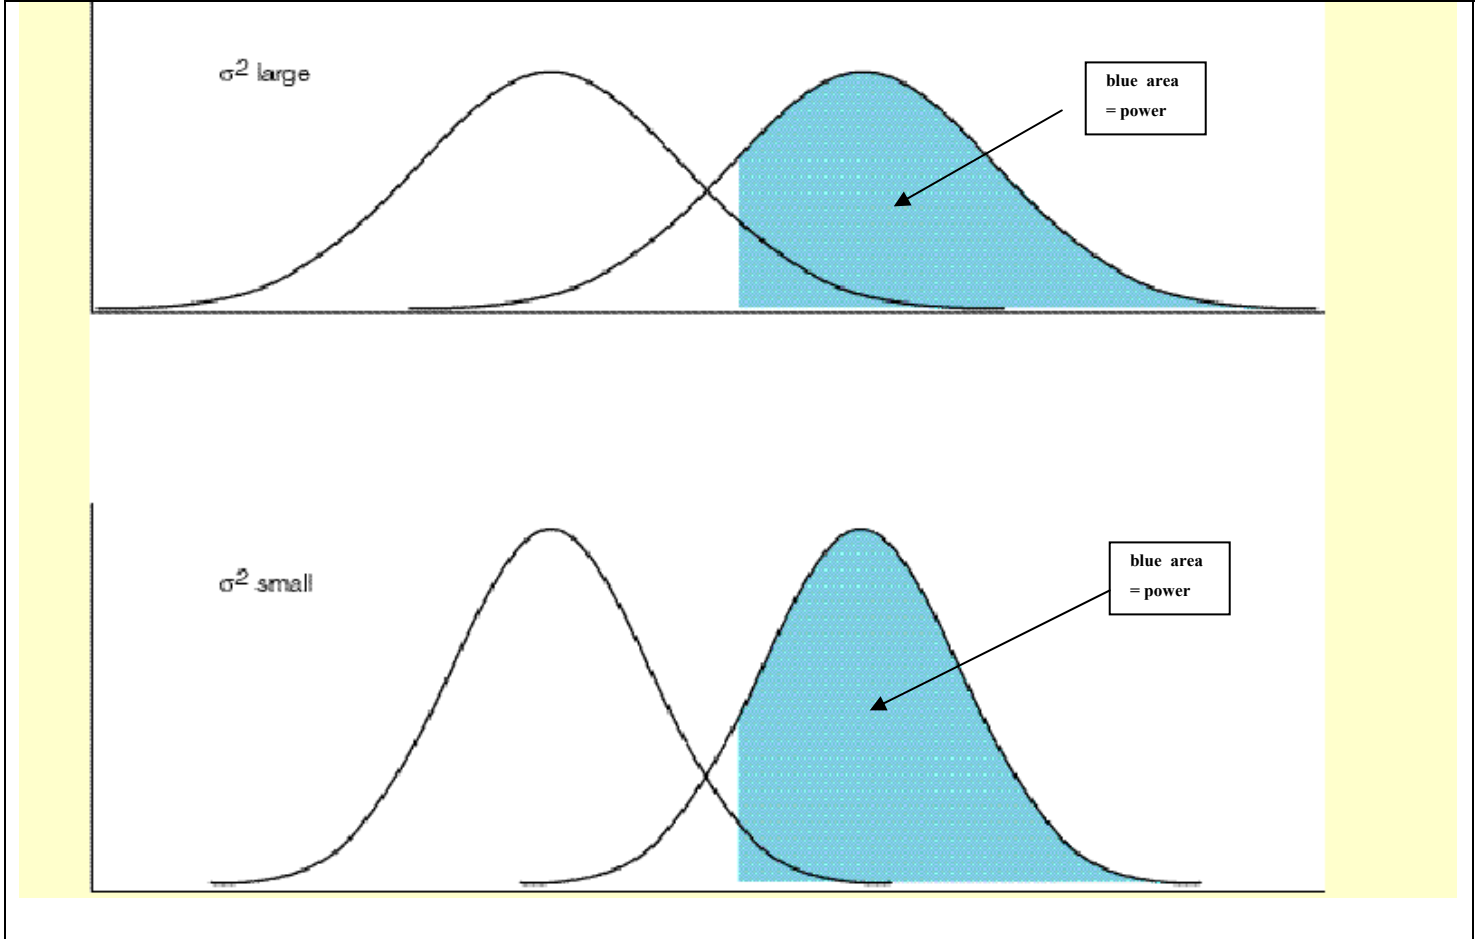 σ² large
blue area
= power
σ² small
blue area
= power